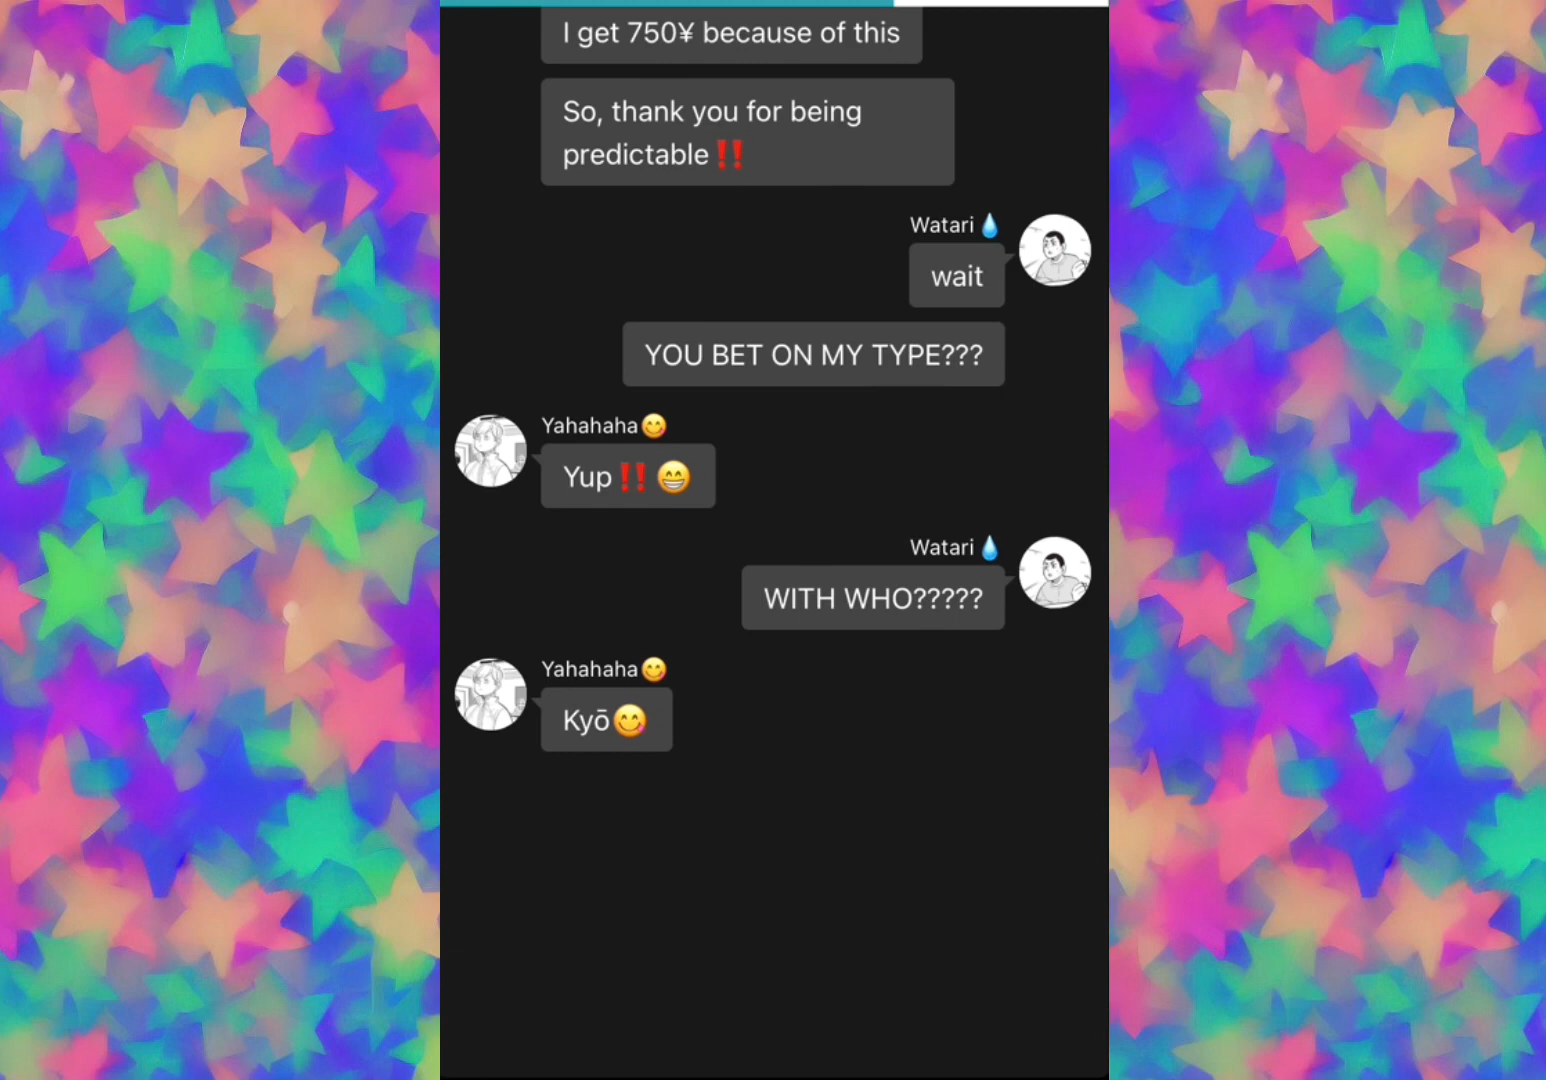 I get 750¥ because of this
So, thank you for being
predictable‼️
Watari💧
wait
YOU BET ON MY TYPE???
Yahahaha😋
Yup‼️😁
Watari💧
WITH WHO?????
Yahahaha😋
Kyō😋